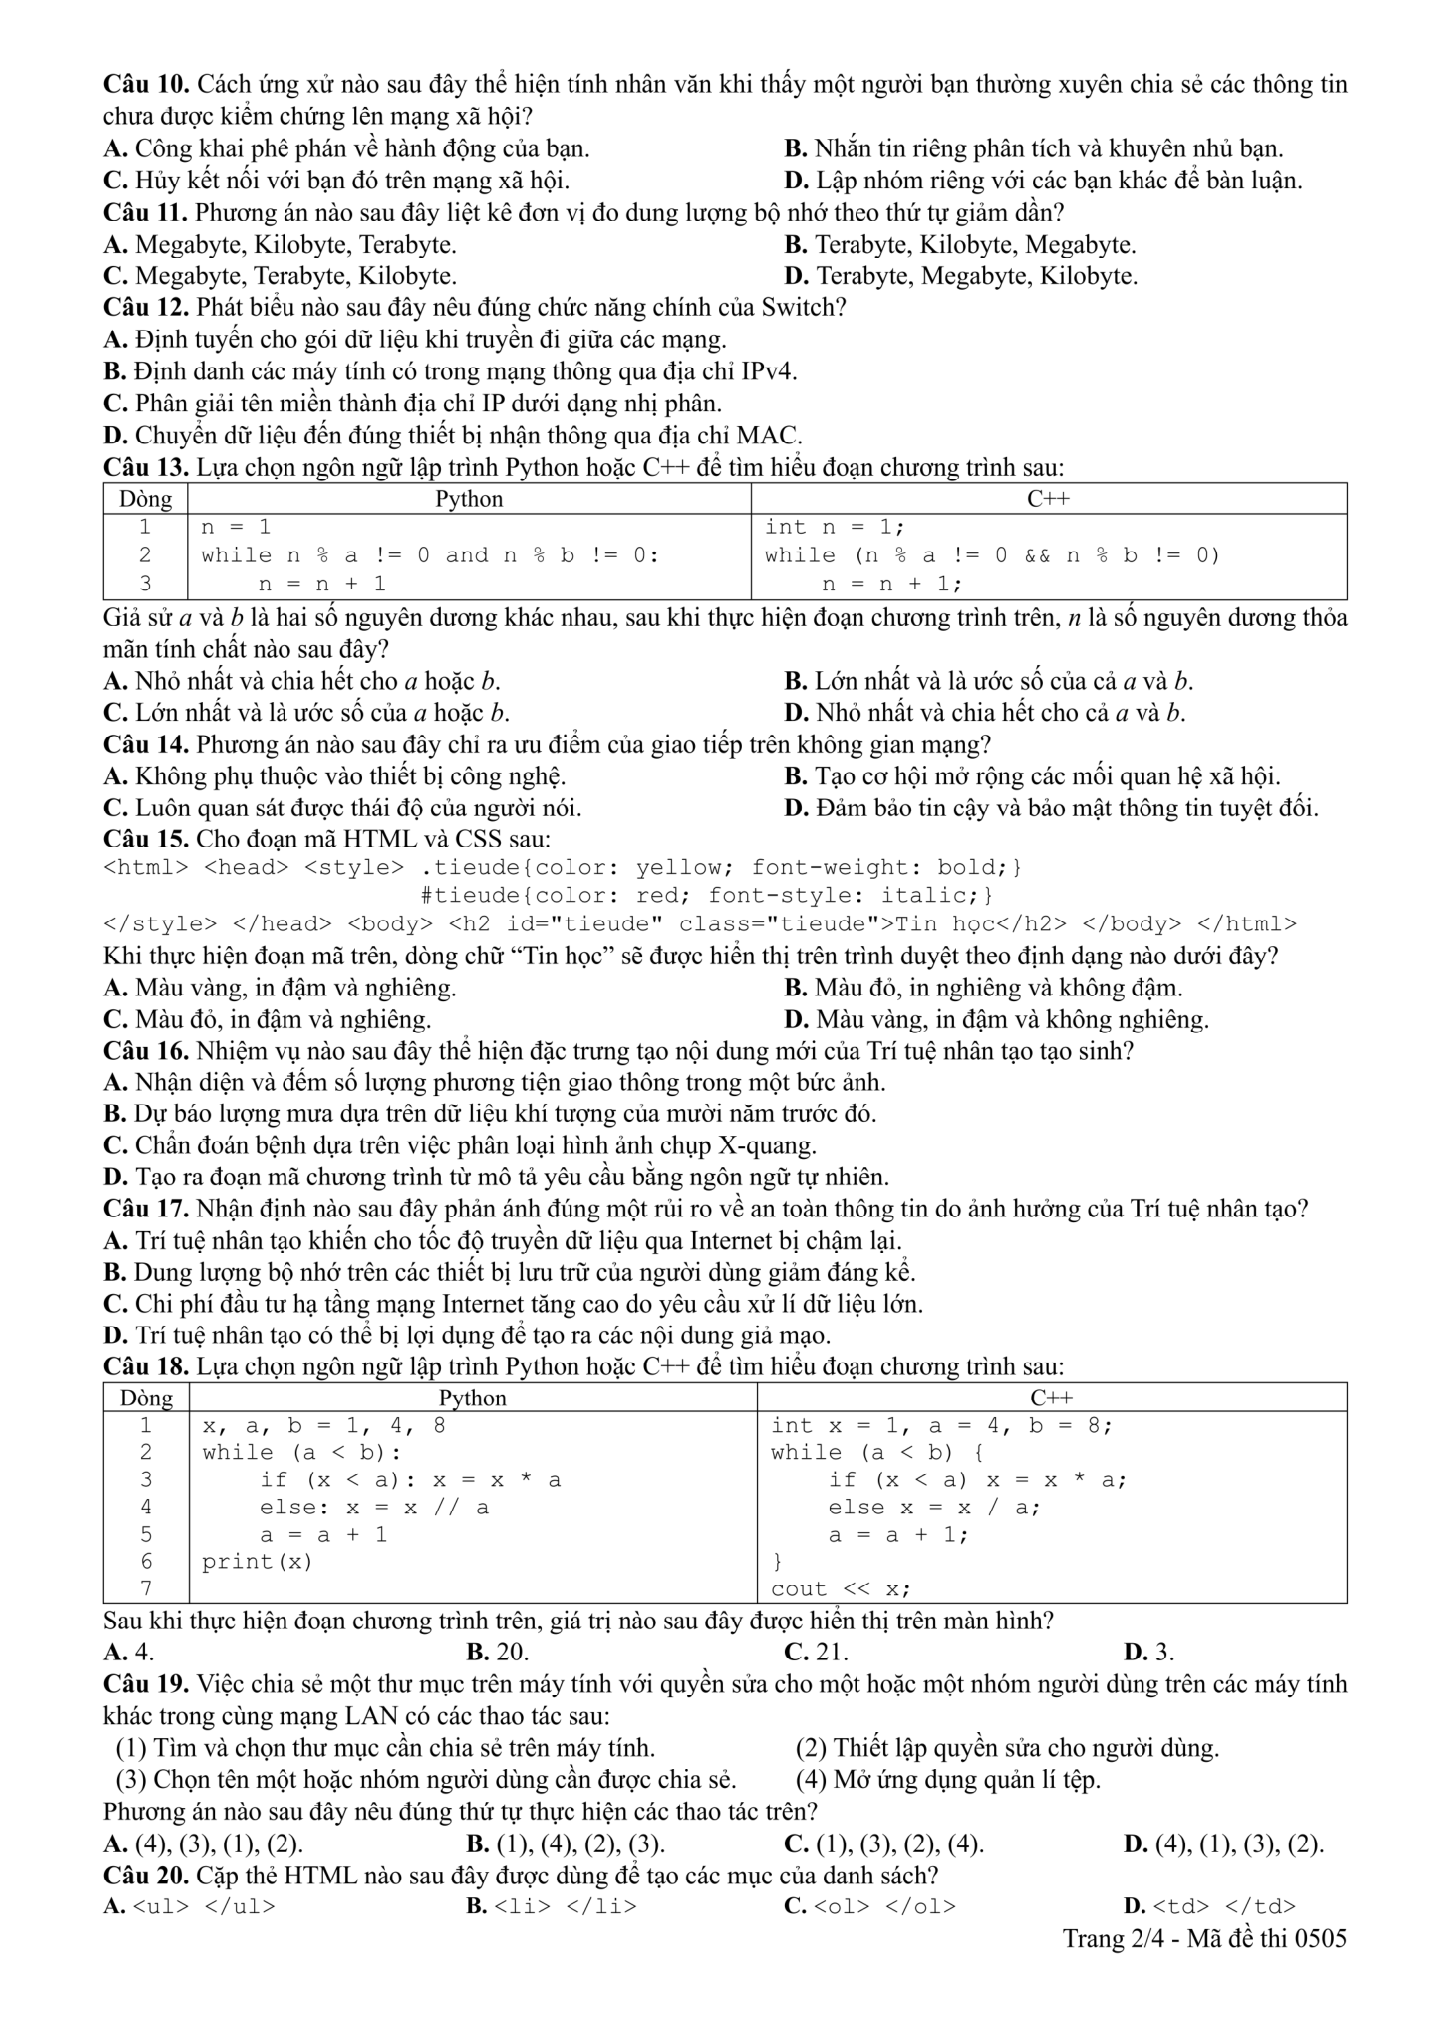 Câu 10. Cách ứng xử nào sau đây thể hiện tính nhân văn khi thấy một người bạn thường xuyên chia sẻ các thông tin
chưa được kiểm chứng lên mạng xã hội?
A. Công khai phê phán về hành động của bạn. B. Nhắn tin riêng phân tích và khuyên nhủ bạn.
C. Hủy kết nối với bạn đó trên mạng xã hội. D. Lập nhóm riêng với các bạn khác để bàn luận.
Câu 11. Phương án nào sau đây liệt kê đơn vị đo dung lượng bộ nhớ theo thứ tự giảm dần?
A. Megabyte, Kilobyte, Terabyte. B. Terabyte, Kilobyte, Megabyte.
C. Megabyte, Terabyte, Kilobyte. D. Terabyte, Megabyte, Kilobyte.
Câu 12. Phát biểu nào sau đây nêu đúng chức năng chính của Switch?
A. Định tuyến cho gói dữ liệu khi truyền đi giữa các mạng.
B. Định danh các máy tính có trong mạng thông qua địa chỉ IPv4.
C. Phân giải tên miền thành địa chỉ IP dưới dạng nhị phân.
D. Chuyển dữ liệu đến đúng thiết bị nhận thông qua địa chỉ MAC.
Câu 13. Lựa chọn ngôn ngữ lập trình Python hoặc C++ để tìm hiểu đoạn chương trình sau:
Dòng Python C++
1 n = 1 int n = 1;
2 while n % a != 0 and n % b != 0: while (n % a != 0 && n % b != 0)
3 n = n + 1 n = n + 1;
Giả sử a và b là hai số nguyên dương khác nhau, sau khi thực hiện đoạn chương trình trên, n là số nguyên dương thỏa
mãn tính chất nào sau đây?
A. Nhỏ nhất và chia hết cho a hoặc b. B. Lớn nhất và là ước số của cả a và b.
C. Lớn nhất và là ước số của a hoặc b. D. Nhỏ nhất và chia hết cho cả a và b.
Câu 14. Phương án nào sau đây chỉ ra ưu điểm của giao tiếp trên không gian mạng?
A. Không phụ thuộc vào thiết bị công nghệ. B. Tạo cơ hội mở rộng các mối quan hệ xã hội.
C. Luôn quan sát được thái độ của người nói. D. Đảm bảo tin cậy và bảo mật thông tin tuyệt đối.
Câu 15. Cho đoạn mã HTML và CSS sau:
<html> <head> <style> .tieude{color: yellow; font-weight: bold;}
#tieude{color: red; font-style: italic;}
</style> </head> <body> <h2 id="tieude" class="tieude">Tin học</h2> </body> </html>
Khi thực hiện đoạn mã trên, dòng chữ “Tin học” sẽ được hiển thị trên trình duyệt theo định dạng nào dưới đây?
A. Màu vàng, in đậm và nghiêng. B. Màu đỏ, in nghiêng và không đậm.
C. Màu đỏ, in đậm và nghiêng. D. Màu vàng, in đậm và không nghiêng.
Câu 16. Nhiệm vụ nào sau đây thể hiện đặc trưng tạo nội dung mới của Trí tuệ nhân tạo tạo sinh?
A. Nhận diện và đếm số lượng phương tiện giao thông trong một bức ảnh.
B. Dự báo lượng mưa dựa trên dữ liệu khí tượng của mười năm trước đó.
C. Chẩn đoán bệnh dựa trên việc phân loại hình ảnh chụp X-quang.
D. Tạo ra đoạn mã chương trình từ mô tả yêu cầu bằng ngôn ngữ tự nhiên.
Câu 17. Nhận định nào sau đây phản ánh đúng một rủi ro về an toàn thông tin do ảnh hưởng của Trí tuệ nhân tạo?
A. Trí tuệ nhân tạo khiến cho tốc độ truyền dữ liệu qua Internet bị chậm lại.
B. Dung lượng bộ nhớ trên các thiết bị lưu trữ của người dùng giảm đáng kể.
C. Chi phí đầu tư hạ tầng mạng Internet tăng cao do yêu cầu xử lí dữ liệu lớn.
D. Trí tuệ nhân tạo có thể bị lợi dụng để tạo ra các nội dung giả mạo.
Câu 18. Lựa chọn ngôn ngữ lập trình Python hoặc C++ để tìm hiểu đoạn chương trình sau:
Dòng Python C++
1 x, a, b = 1, 4, 8 int x = 1, a = 4, b = 8;
2 while (a < b): while (a < b) {
3 if (x < a): x = x * a if (x < a) x = x * a;
4 else: x = x // a else x = x / a;
5 a = a + 1 a = a + 1;
6 print(x) }
7 cout << x;
Sau khi thực hiện đoạn chương trình trên, giá trị nào sau đây được hiển thị trên màn hình?
A. 4. B. 20. C. 21. D. 3.
Câu 19. Việc chia sẻ một thư mục trên máy tính với quyền sửa cho một hoặc một nhóm người dùng trên các máy tính
khác trong cùng mạng LAN có các thao tác sau:
(1) Tìm và chọn thư mục cần chia sẻ trên máy tính. (2) Thiết lập quyền sửa cho người dùng.
(3) Chọn tên một hoặc nhóm người dùng cần được chia sẻ. (4) Mở ứng dụng quản lí tệp.
Phương án nào sau đây nêu đúng thứ tự thực hiện các thao tác trên?
A. (4), (3), (1), (2). B. (1), (4), (2), (3). C. (1), (3), (2), (4). D. (4), (1), (3), (2).
Câu 20. Cặp thẻ HTML nào sau đây được dùng để tạo các mục của danh sách?
A. <ul> </ul> B. <li> </li> C. <ol> </ol> D. <td> </td>
Trang 2/4 - Mã đề thi 0505